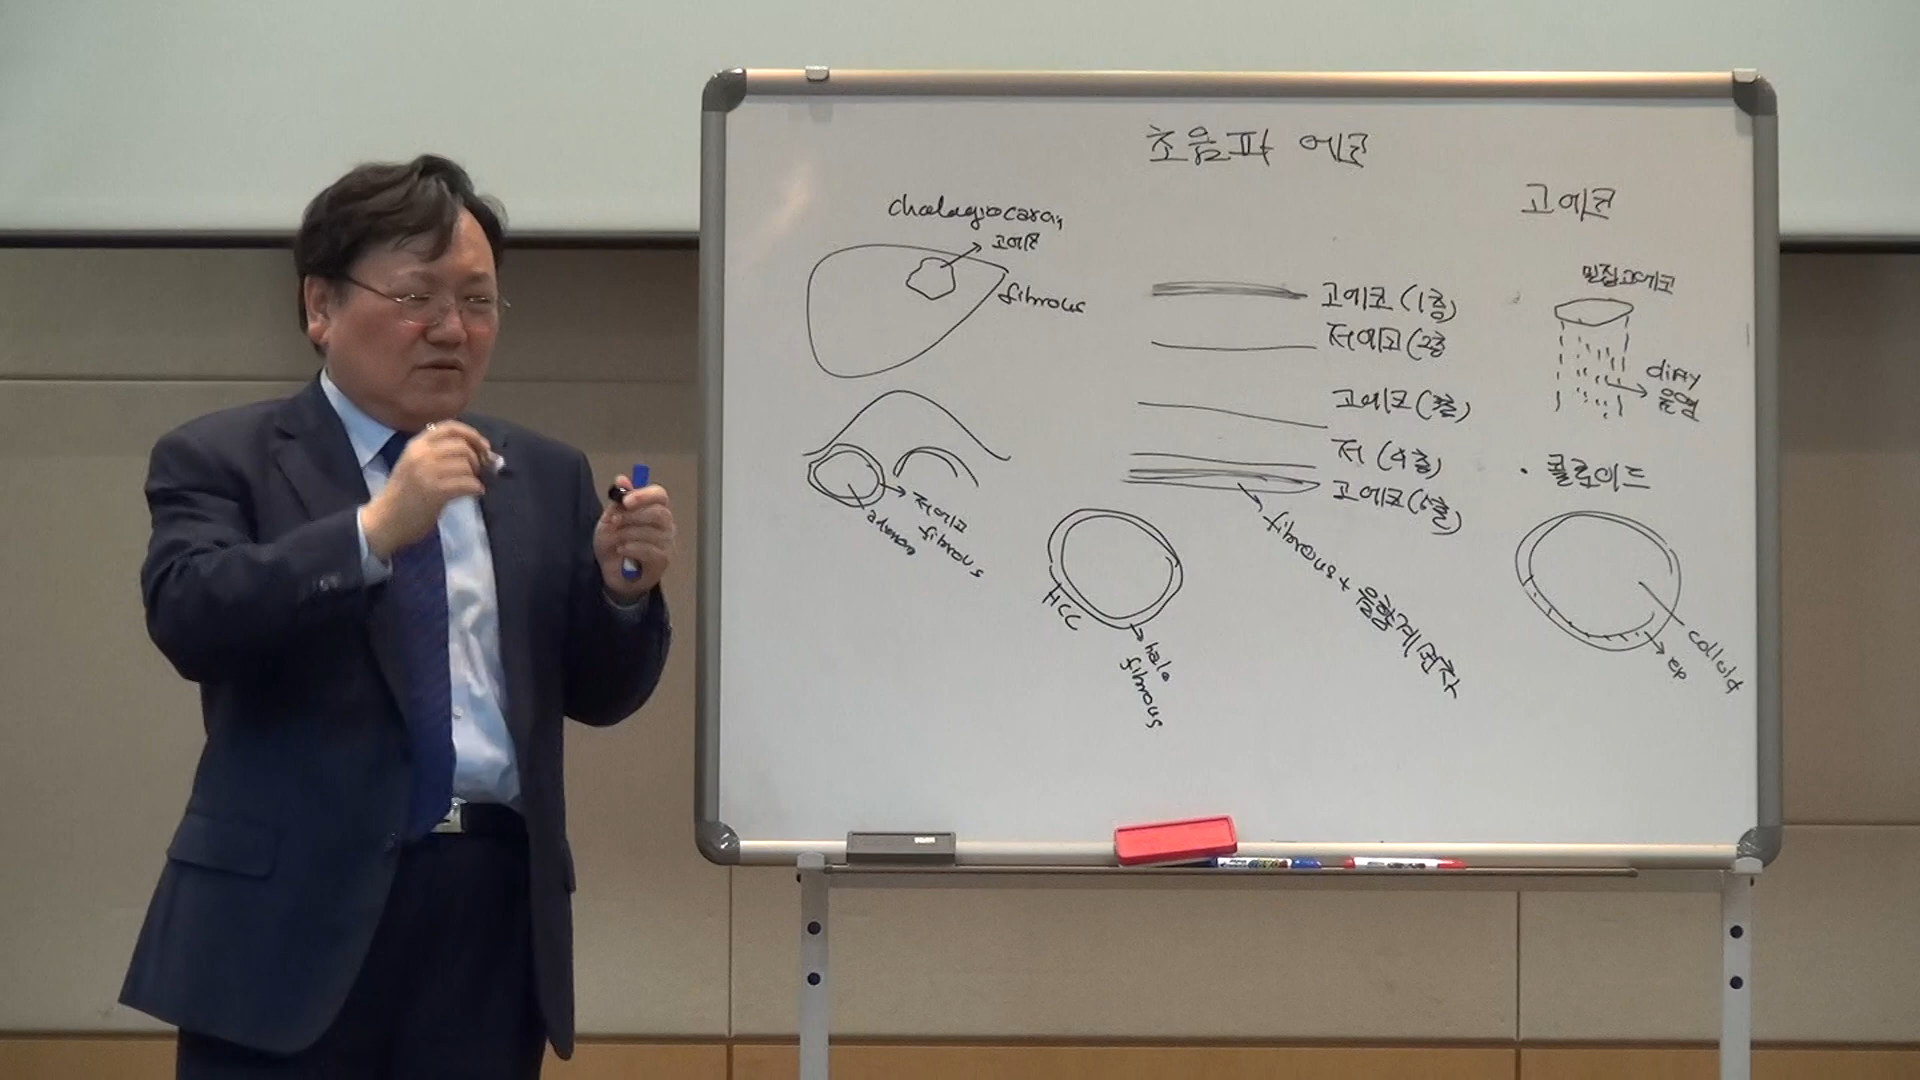 초음파 에코
고에코
고에코
fibrous
저에코
fibrous
HCC
halo
fibrous
고에코 (1층)
저에코 (2층
고에코 (3층)
저 (4층)
고에코 (5층)
fibrous + 음향계면차
밀집고에코
dirty
음영
· 콜로이드
colloid
ep